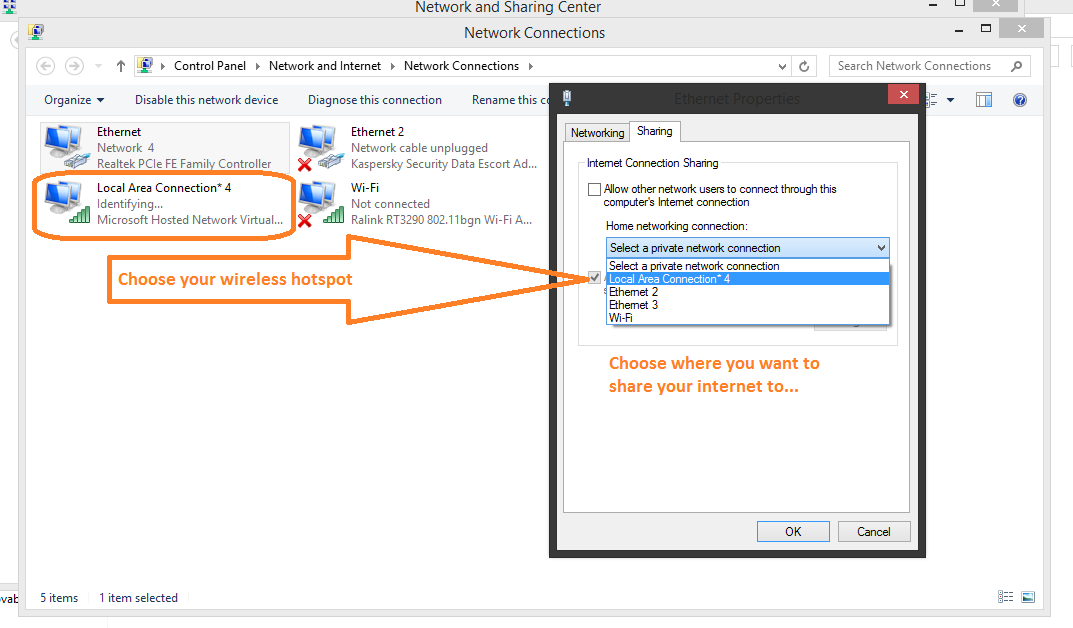 Network and Sharing Center
Network Connections
Control Panel
Network and Internet
Network Connections
Search Network Connections
Organize
Disable this network device
Diagnose this connection
Rename this co
Ethernet
Network 4
Realtek PCIe FE Family Controller
Ethernet 2
Network cable unplugged
Kaspersky Security Data Escort Ad...
Local Area Connection* 4
Identifying...
Microsoft Hosted Network Virtual...
Wi-Fi
Not connected
Ralink RT3290 802.11bgn Wi-Fi A...
Choose your wireless hotspot
Ethernet Properties
Networking
Sharing
Internet Connection Sharing
Allow other network users to connect through this
computer's Internet connection
Home networking connection:
Select a private network connection
Select a private network connection
Local Area Connection* 4
Ethernet 2
Ethernet 3
Wi-Fi
Choose where you want to
share your internet to...
OK
Cancel
5 items
1 item selected